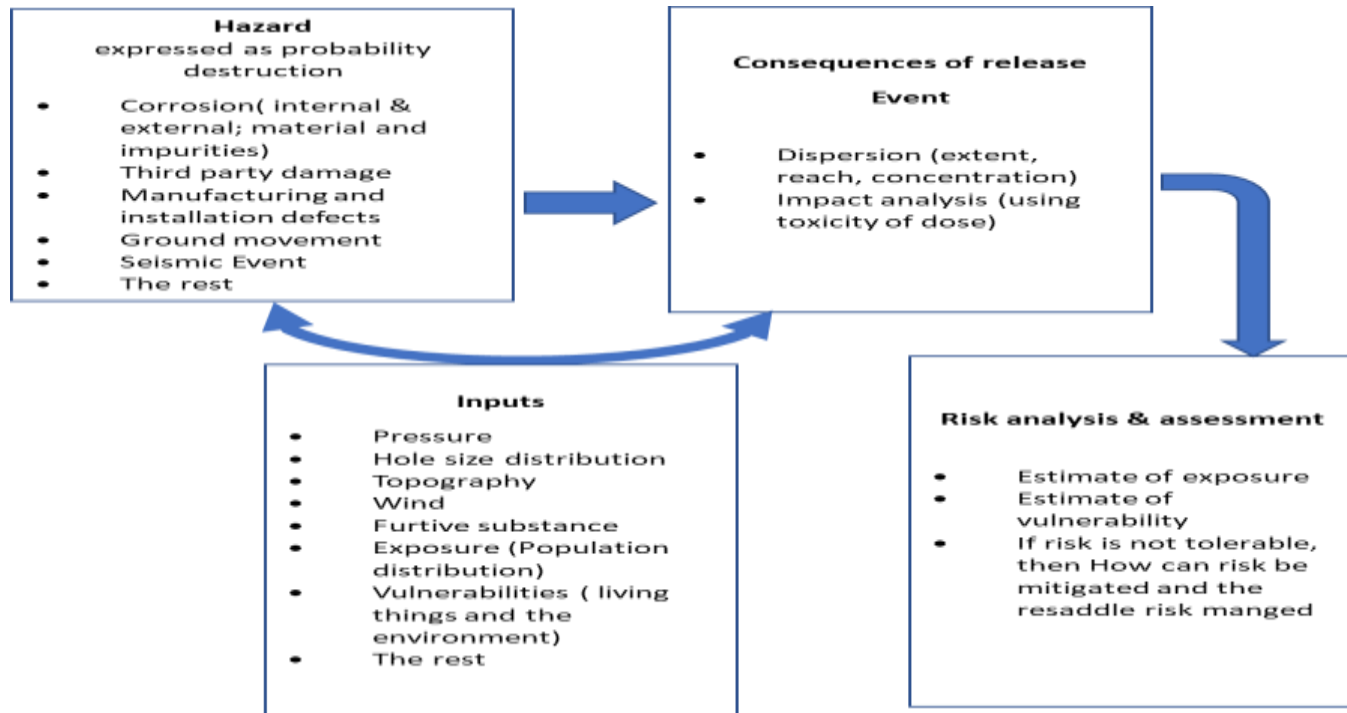 Hazard
expressed as probability
destruction
• Corrosion( internal &
external; material and
impurities)
• Third party damage
• Manufacturing and
installation defects
• Ground movement
• Seismic Event
• The rest
Consequences of release
Event
• Dispersion (extent,
reach, concentration)
• Impact analysis (using
toxicity of dose)
Inputs
• Pressure
• Hole size distribution
• Topography
• Wind
• Furtive substance
• Exposure (Population
distribution)
• Vulnerabilities ( living
things and the
environment)
• The rest
Risk analysis & assessment
• Estimate of exposure
• Estimate of
vulnerability
• If risk is not tolerable,
then How can risk be
mitigated and the
resaddle risk manged